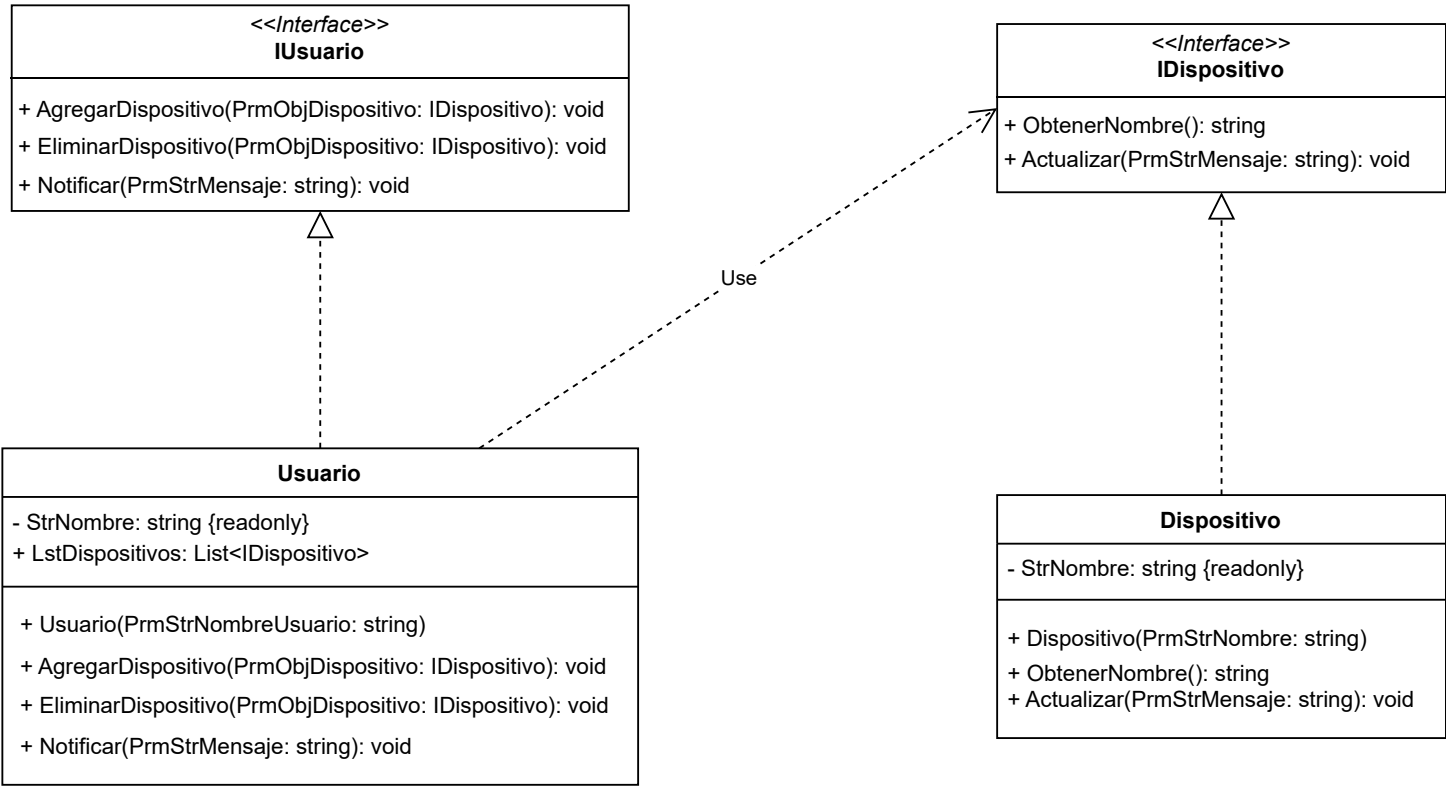 <<Interface>>
IUsuario
+ AgregarDispositivo(PrmObjDispositivo: IDispositivo): void
+ EliminarDispositivo(PrmObjDispositivo: IDispositivo): void
+ Notificar(PrmStrMensaje: string): void
<<Interface>>
IDispositivo
+ ObtenerNombre(): string
+ Actualizar(PrmStrMensaje: string): void
Use
Usuario
- StrNombre: string {readonly}
+ LstDispositivos: List<IDispositivo>
+ Usuario(PrmStrNombreUsuario: string)
+ AgregarDispositivo(PrmObjDispositivo: IDispositivo): void
+ EliminarDispositivo(PrmObjDispositivo: IDispositivo): void
+ Notificar(PrmStrMensaje: string): void
Dispositivo
- StrNombre: string {readonly}
+ Dispositivo(PrmStrNombre: string)
+ ObtenerNombre(): string
+ Actualizar(PrmStrMensaje: string): void